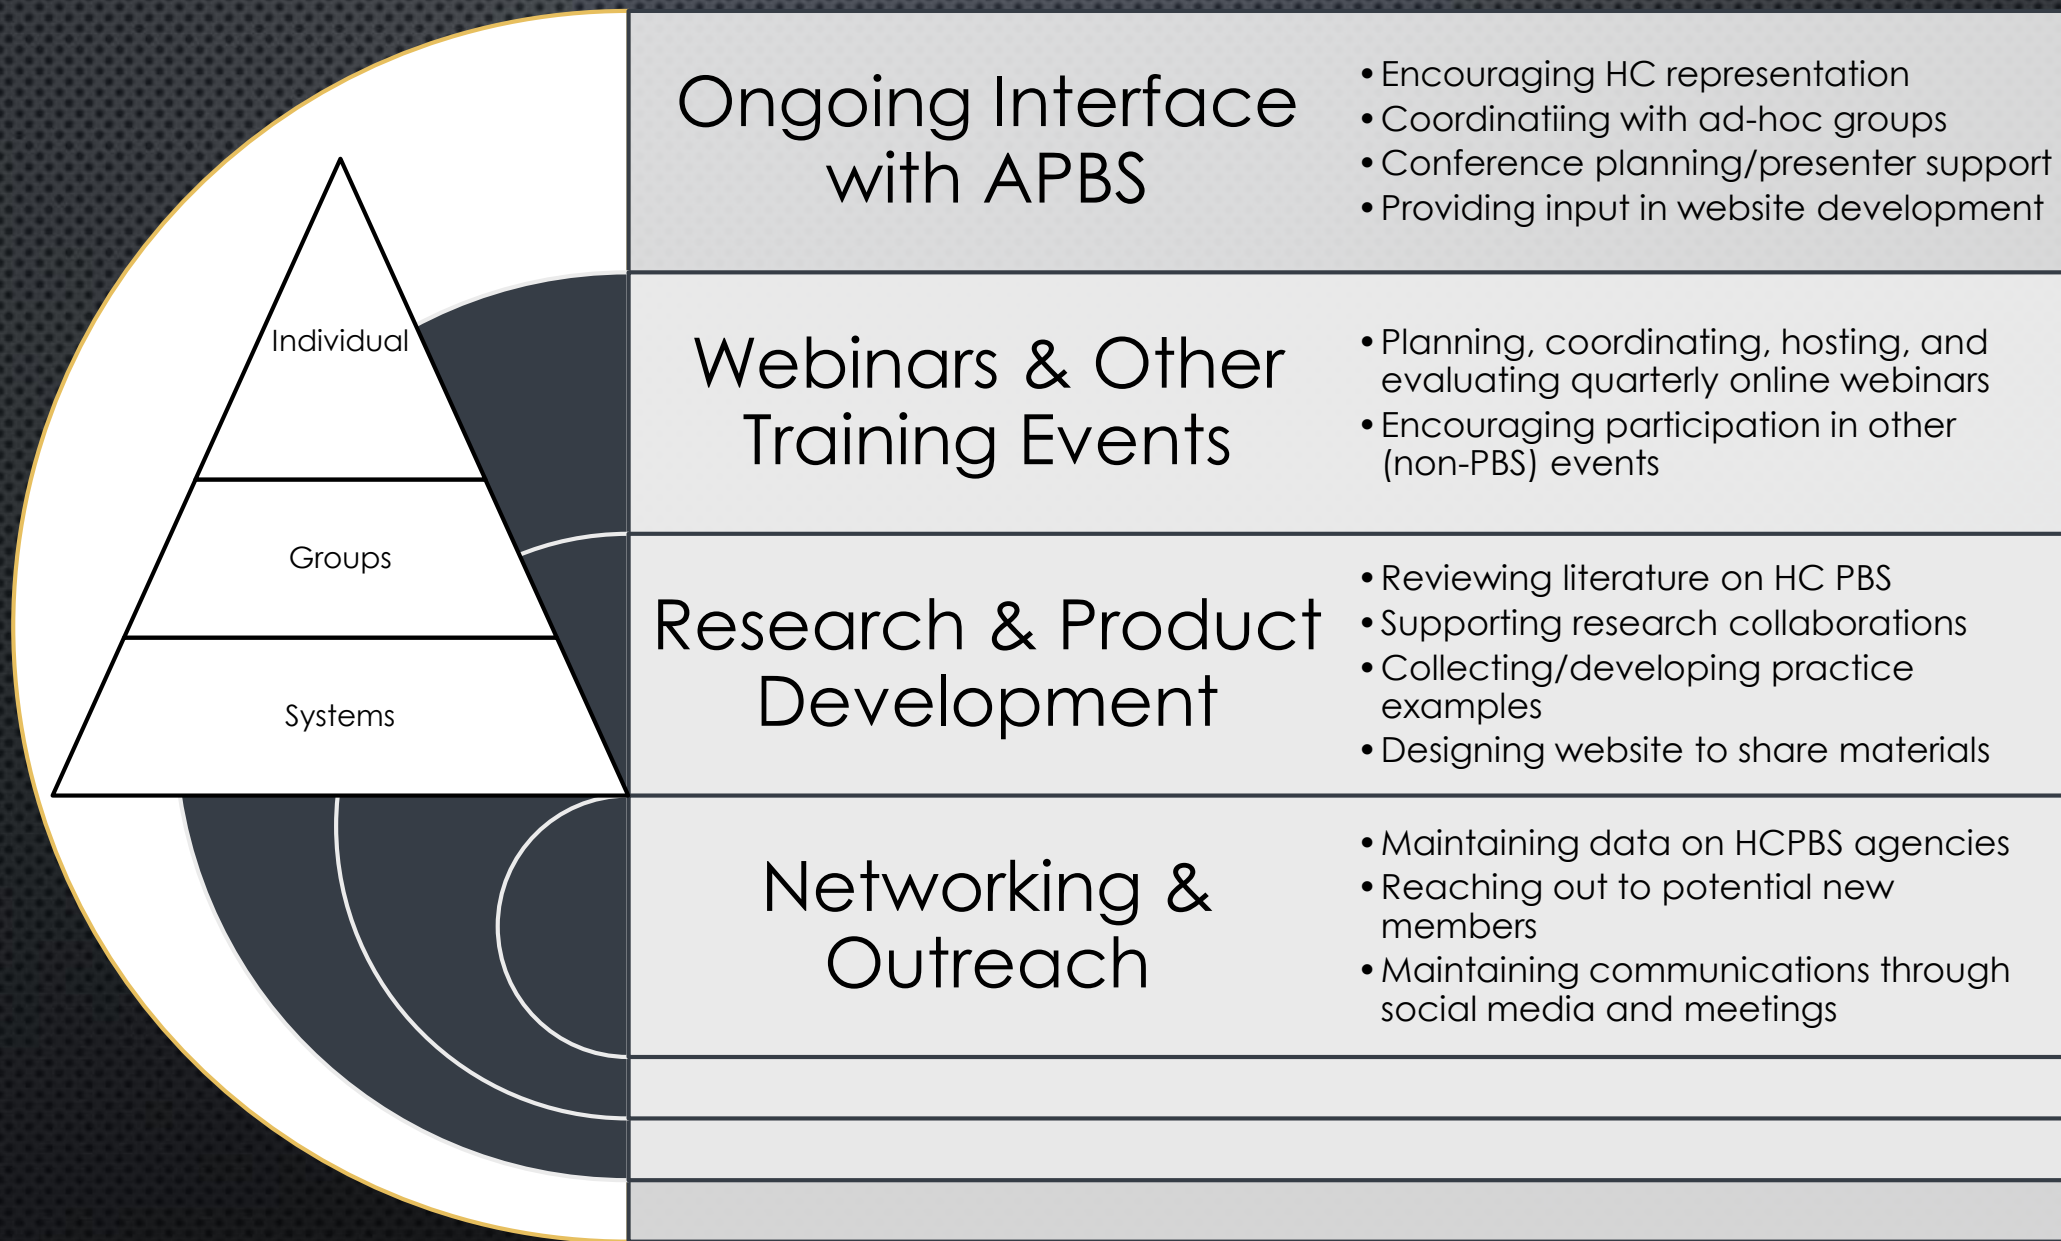 Individual
Groups
Systems
Ongoing Interface
with APBS
•Encouraging HC representation
•Coordinatiing with ad-hoc groups
•Conference planning/presenter support
•Providing input in website development
Webinars & Other
Training Events
•Planning, coordinating, hosting, and
evaluating quarterly online webinars
•Encouraging participation in other
(non-PBS) events
Research & Product
Development
•Reviewing literature on HC PBS
•Supporting research collaborations
•Collecting/developing practice
examples
•Designing website to share materials
Networking &
Outreach
•Maintaining data on HCPBS agencies
•Reaching out to potential new
members
•Maintaining communications through
social media and meetings